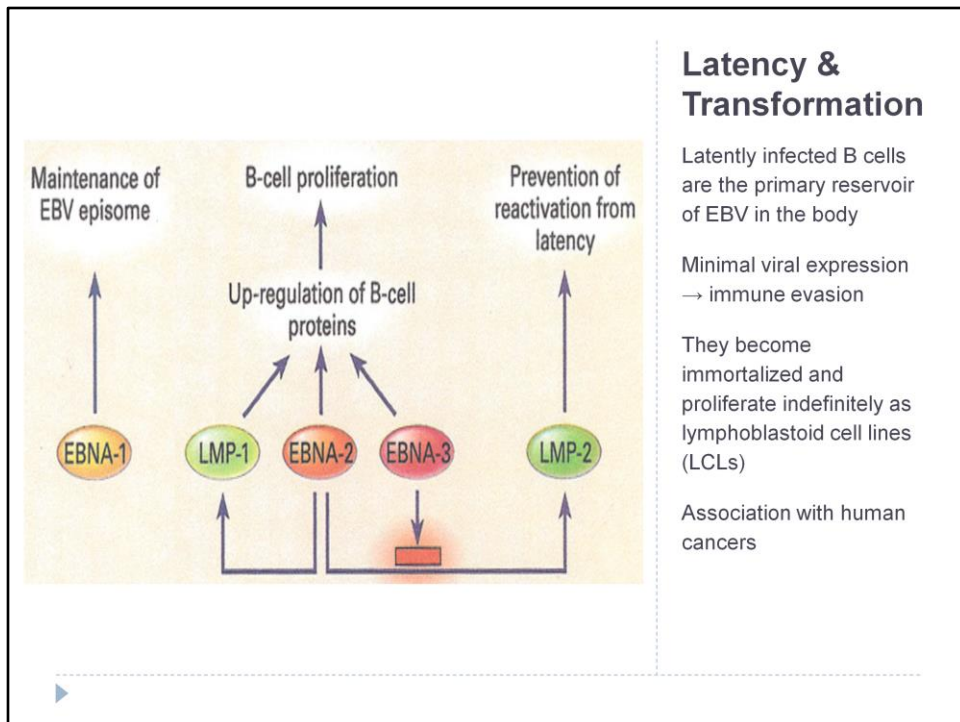 Latency &
Transformation
Latently infected B cells
are the primary reservoir
of EBV in the body
Minimal viral expression
→ immune evasion
They become
immortalized and
proliferate indefinitely as
lymphoblastoid cell lines
(LCLs)
Association with human
cancers
Maintenance of
EBV episome
B-cell proliferation
Prevention of
reactivation from
latency
Up-regulation of B-cell
proteins
EBNA-1
LMP-1
EBNA-2
EBNA-3
LMP-2